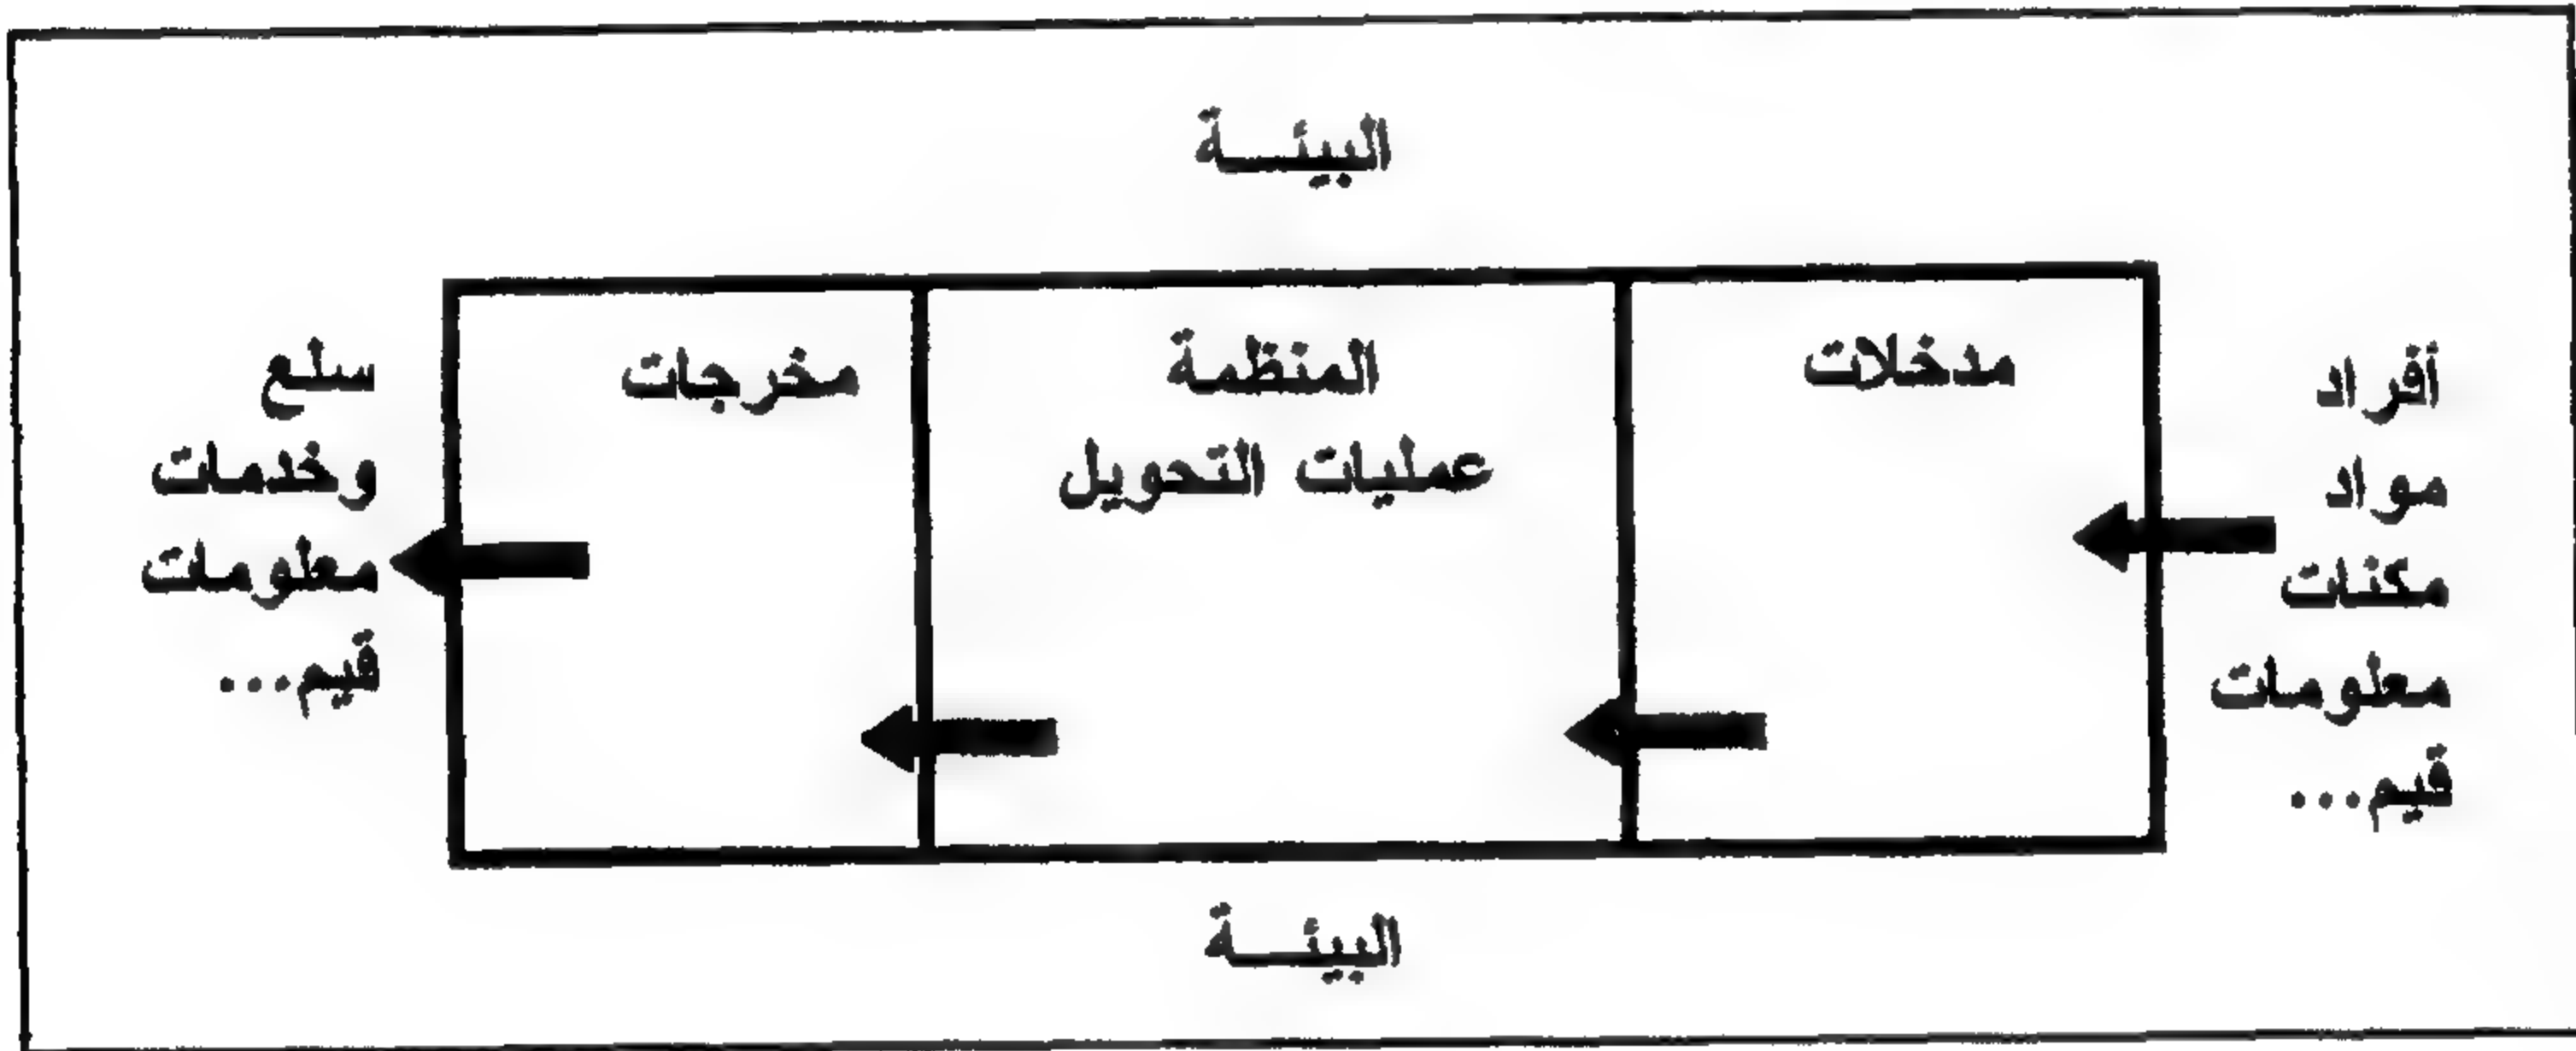 البيئـــة
أفراد
مواد
مكنات
معلومات
قيم...
مدخلات
المنظمة
عمليات التحويل
مخرجات
سلع
وخدمات
معلومات
قيم...
البيئـــة